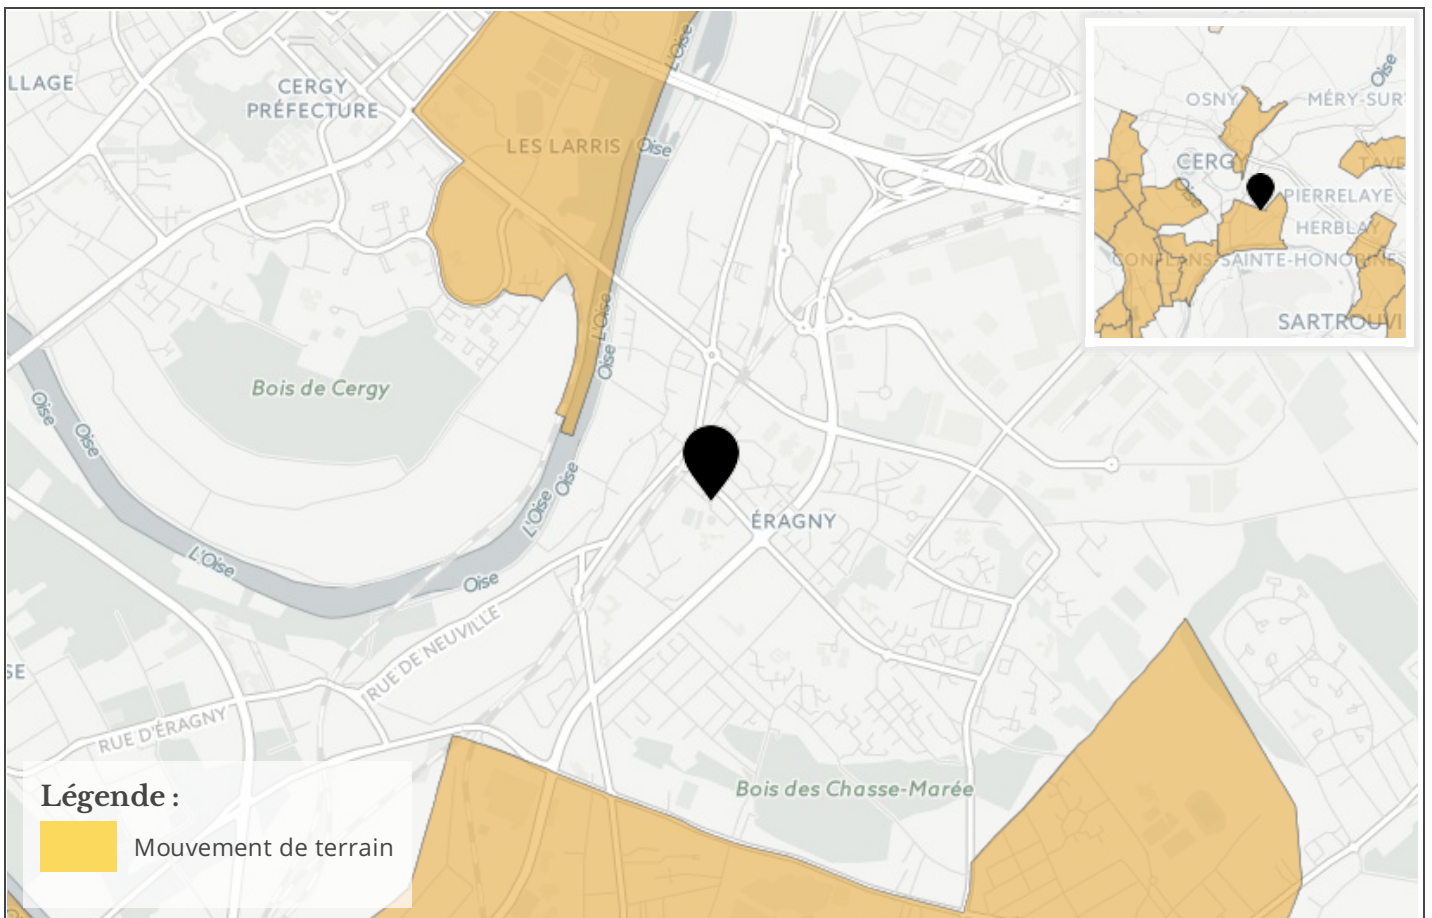 LLAGE
CERGY
PRÉFECTURE
LES LARRIS
L'Oise
Oise
L'Oise
Oise
Bois de Cergy
Oise
Oise
L'Oise
Oise
L'Oise
Oise
ÉRAGNY
RUE DE NEUVILLE
RUE D'ÉRAGNY
SE
Bois des Chasse-Marée
Légende :
Mouvement de terrain
OSNY
MÉRY-SUR
Oise
CERGY
TAVE
Oise
PIERRELAYE
HERBLAY
CONFLANS-SAINTE-HONORINE
SARTROUVI